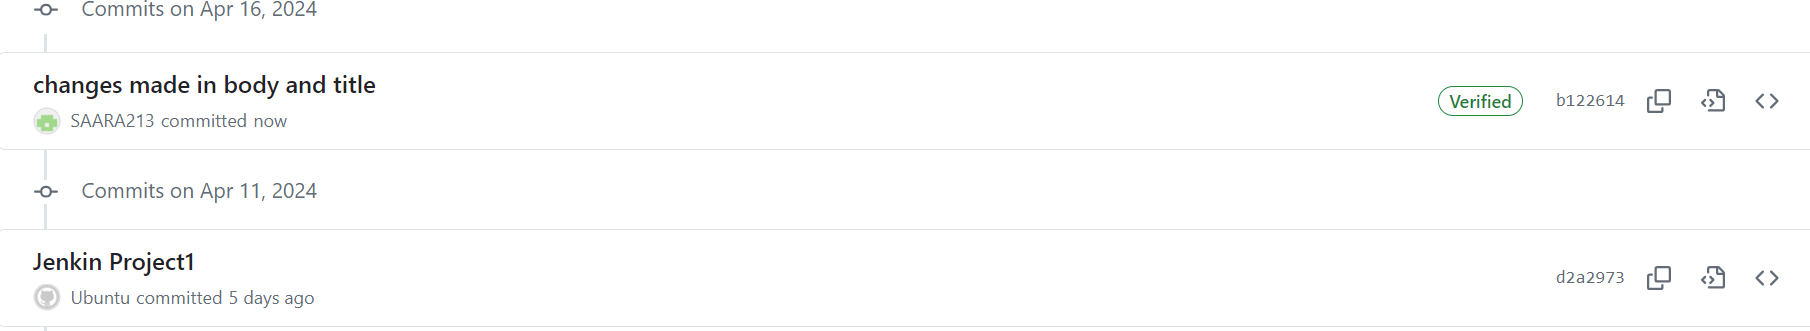 Commits on Apr 16, 2024
changes made in body and title
SAARA213 committed now
Verified
b122614
Commits on Apr 11, 2024
Jenkin Project1
Ubuntu committed 5 days ago
d2a2973